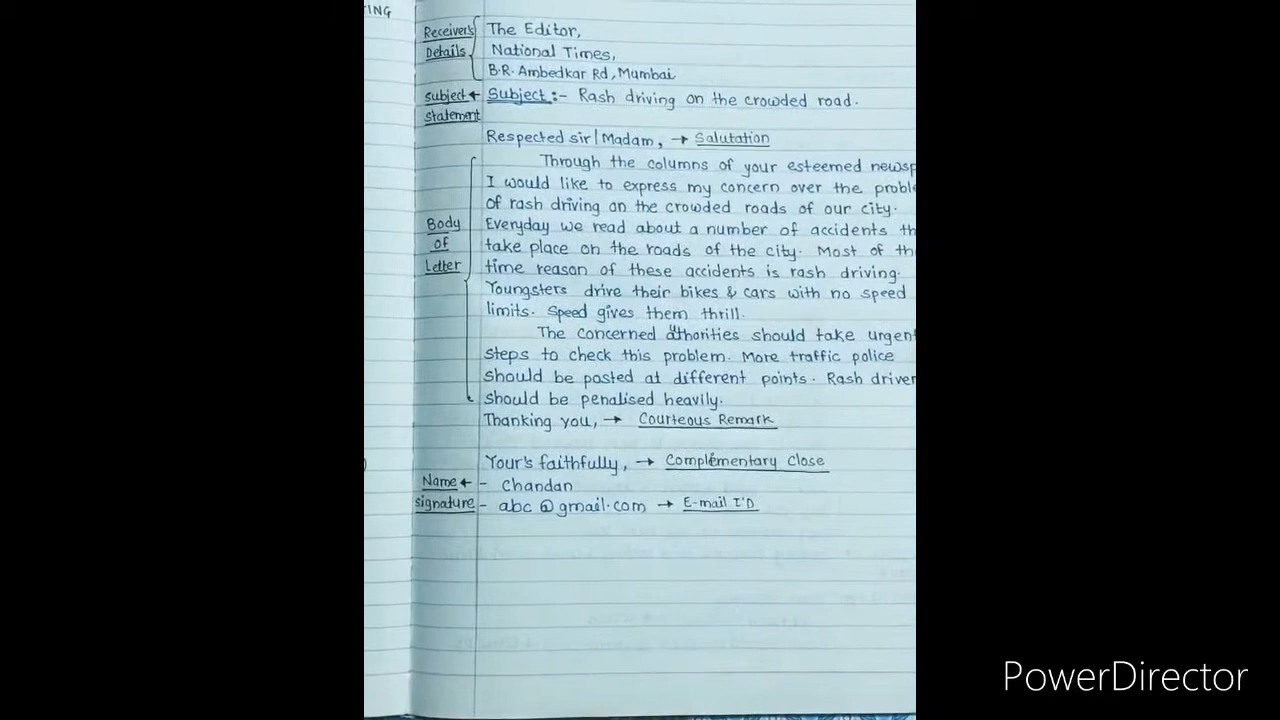 TING
Receiver's Details
The Editor,
National Times,
B.R. Ambedkar Rd, Mumbai
Subject ← Statement
Subject :- Rash driving on the crowded road.
Respected sir/Madam, → Salutation
Body of Letter
Through the columns of your esteemed newsp
I would like to express my concern over the proble
of rash driving on the crowded roads of our city.
Everyday we read about a number of accidents th
take place on the roads of the city. Most of the
time reason of these accidents is rash driving.
Youngsters drive their bikes & cars with no speed
limits. Speed gives them thrill.
The concerned authorities should take urgent
steps to check this problem. More traffic police
should be posted at different points. Rash driver
should be penalised heavily.
Thanking you, → Courteous Remark
Your's faithfully, → Complementary Close
Name ← - Chandan
Signature - abc @gmail.com → E-mail I'D
PowerDirector